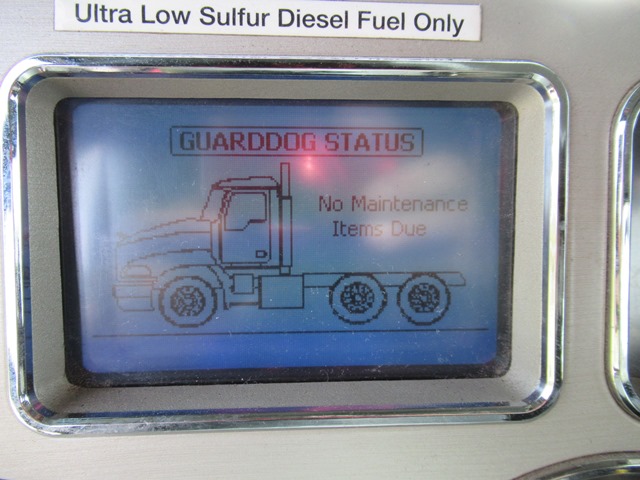 Ultra Low Sulfur Diesel Fuel Only
GUARDDOG STATUS
No Maintenance
Items Due